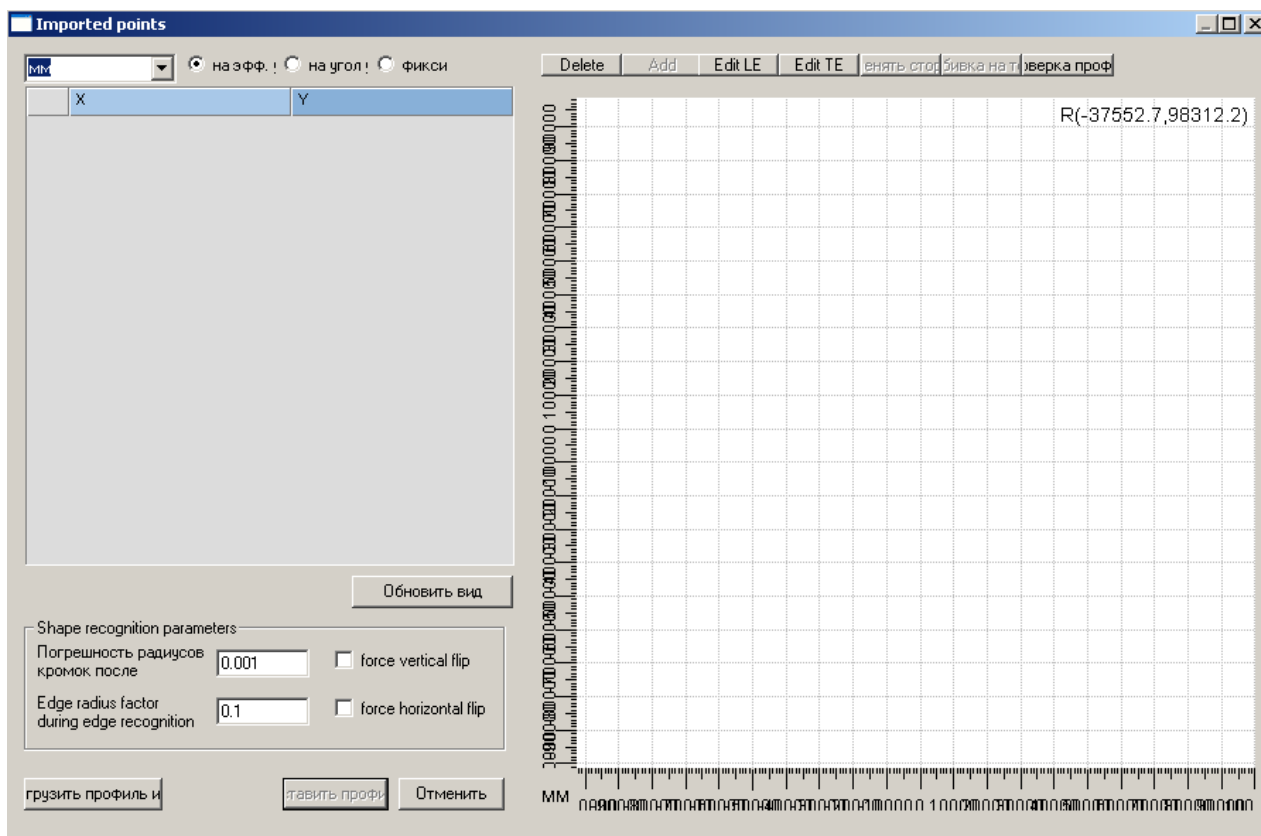 Imported points
мм на эфф. ! на угол ! фикси
Delete Add Edit LE Edit TE енять стор бивка на т оверка проф
X Y
R(-37552.7,98312.2)
Обновить вид
Shape recognition parameters
Погрешность радиусов
кромок после
0.001
force vertical flip
Edge radius factor
during edge recognition
0.1
force horizontal flip
грузить профиль и тавить профи Отменить
ММ